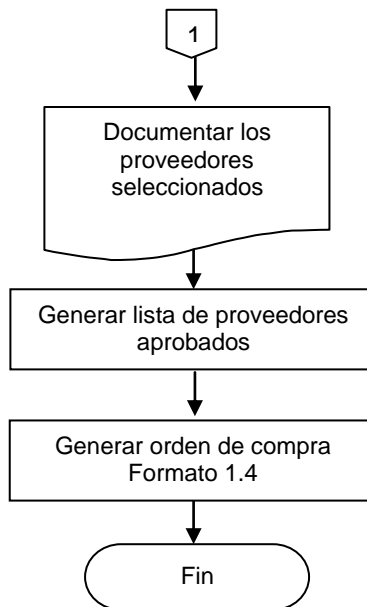 1
Documentar los
proveedores
seleccionados
Generar lista de proveedores
aprobados
Generar orden de compra
Formato 1.4
Fin